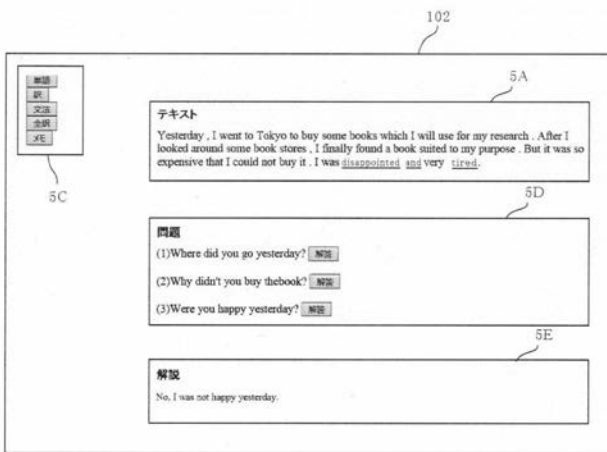 102
単語
訳
文法
全訳
メモ
5C
5A
テキスト
Yesterday , I went to Tokyo to buy some books which I will use for my research . After I
looked around some book stores , I finally found a book suited to my purpose . But it was so
expensive that I could not buy it . I was disappointed and very tired.
5D
問題
(1)Where did you go yesterday? 解説
(2)Why didn't you buy thebook? 解説
(3)Were you happy yesterday? 解説
5E
解説
No, I was not happy yesterday.